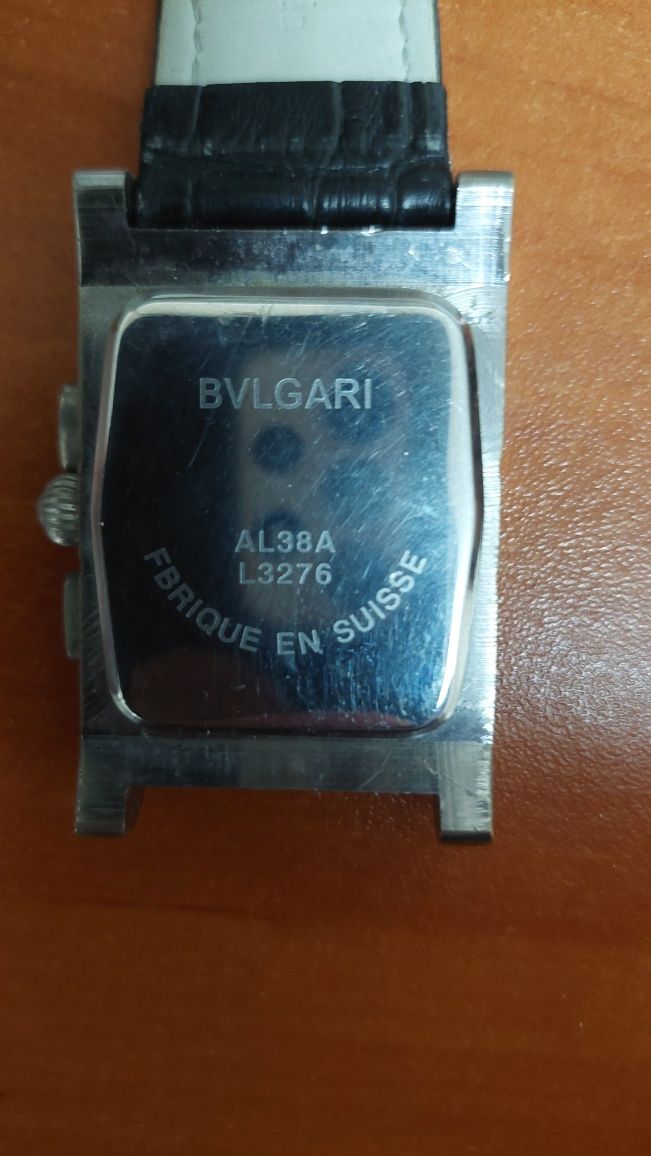 BVLGARI
AL38A
L3276
FBRIQUE EN SUISSE